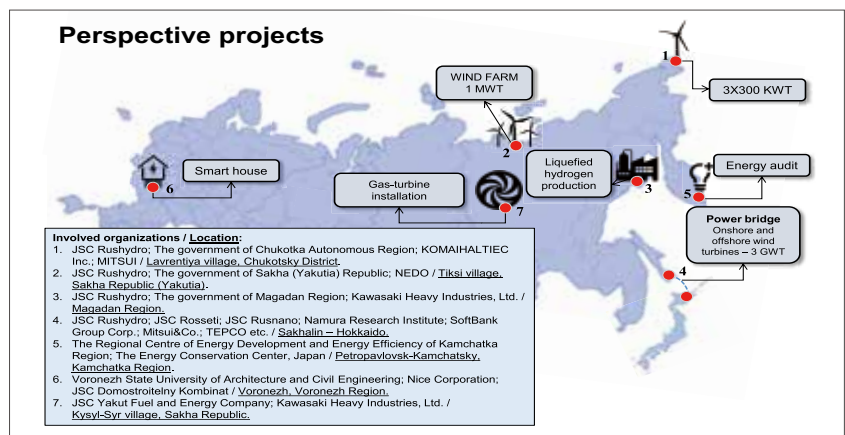 Perspective projects
1
3X300 KWT
WIND FARM
1 MWT
2
Liquefied
hydrogen
production
3
Energy audit
5
Smart house
6
Gas-turbine
installation
7
Power bridge
Onshore and
offshore wind
turbines – 3 GWT
4
Involved organizations / Location:
1. JSC Rushydro; The government of Chukotka Autonomous Region; KOMAIHALTIEC
Inc.; MITSUI / Lavrentiya village, Chukotsky District.
2. JSC Rushydro; The government of Sakha (Yakutia) Republic; NEDO / Tiksi village,
Sakha Republic (Yakutia).
3. JSC Rushydro; The government of Magadan Region; Kawasaki Heavy Industries, Ltd. /
Magadan Region.
4. JSC Rushydro; JSC Rosseti; JSC Rusnano; Namura Research Institute; SoftBank
Group Corp.; Mitsui&Co.; TEPCO etc. / Sakhalin – Hokkaido.
5. The Regional Centre of Energy Development and Energy Efficiency of Kamchatka
Region; The Energy Conservation Center, Japan / Petropavlovsk-Kamchatsky,
Kamchatka Region.
6. Voronezh State University of Architecture and Civil Engineering; Nice Corporation;
JSC Domostroitelny Kombinat / Voronezh, Voronezh Region.
7. JSC Yakut Fuel and Energy Company; Kawasaki Heavy Industries, Ltd. /
Kysyl-Syr village, Sakha Republic.